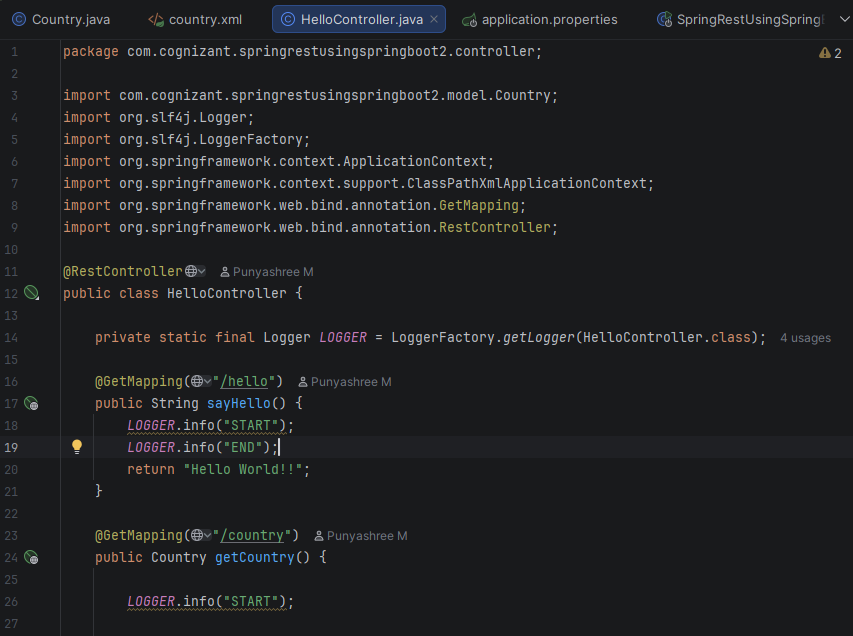 Country.java country.xml HelloController.java application.properties SpringRestUsingSpring
1 package com.cognizant.springrestusingspringboot2.controller; 2
2
3 import com.cognizant.springrestusingspringboot2.model.Country;
4 import org.slf4j.Logger;
5 import org.slf4j.LoggerFactory;
6 import org.springframework.context.ApplicationContext;
7 import org.springframework.context.support.ClassPathXmlApplicationContext;
8 import org.springframework.web.bind.annotation.GetMapping;
9 import org.springframework.web.bind.annotation.RestController;
10
11 @RestController Punyashree M
12 public class HelloController {
13
14 private static final Logger LOGGER = LoggerFactory.getLogger(HelloController.class); 4 usages
15
16 @GetMapping("/hello") Punyashree M
17 public String sayHello() {
18 LOGGER.info("START");
19 LOGGER.info("END");
20 return "Hello World!!";
21 }
22
23 @GetMapping("/country") Punyashree M
24 public Country getCountry() {
25
26 LOGGER.info("START");
27